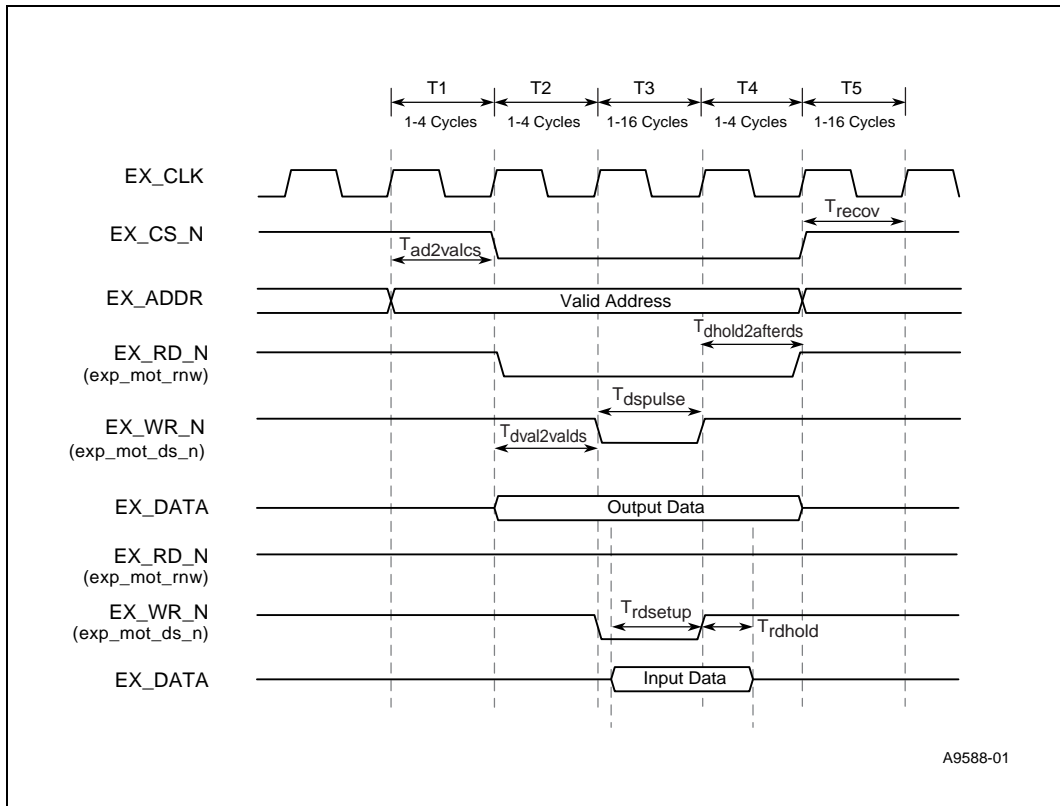 T1 T2 T3 T4 T5
1-4 Cycles 1-4 Cycles 1-16 Cycles 1-4 Cycles 1-16 Cycles
EX_CLK
Trecov
EX_CS_N
Tad2valcs
EX_ADDR
Valid Address
Tdhold2afterds
EX_RD_N
(exp_mot_rnw)
Tdspulse
EX_WR_N
Tdval2valds
(exp_mot_ds_n)
EX_DATA
Output Data
EX_RD_N
(exp_mot_rnw)
EX_WR_N
Trdsetup
Trdhold
(exp_mot_ds_n)
EX_DATA
Input Data
A9588-01